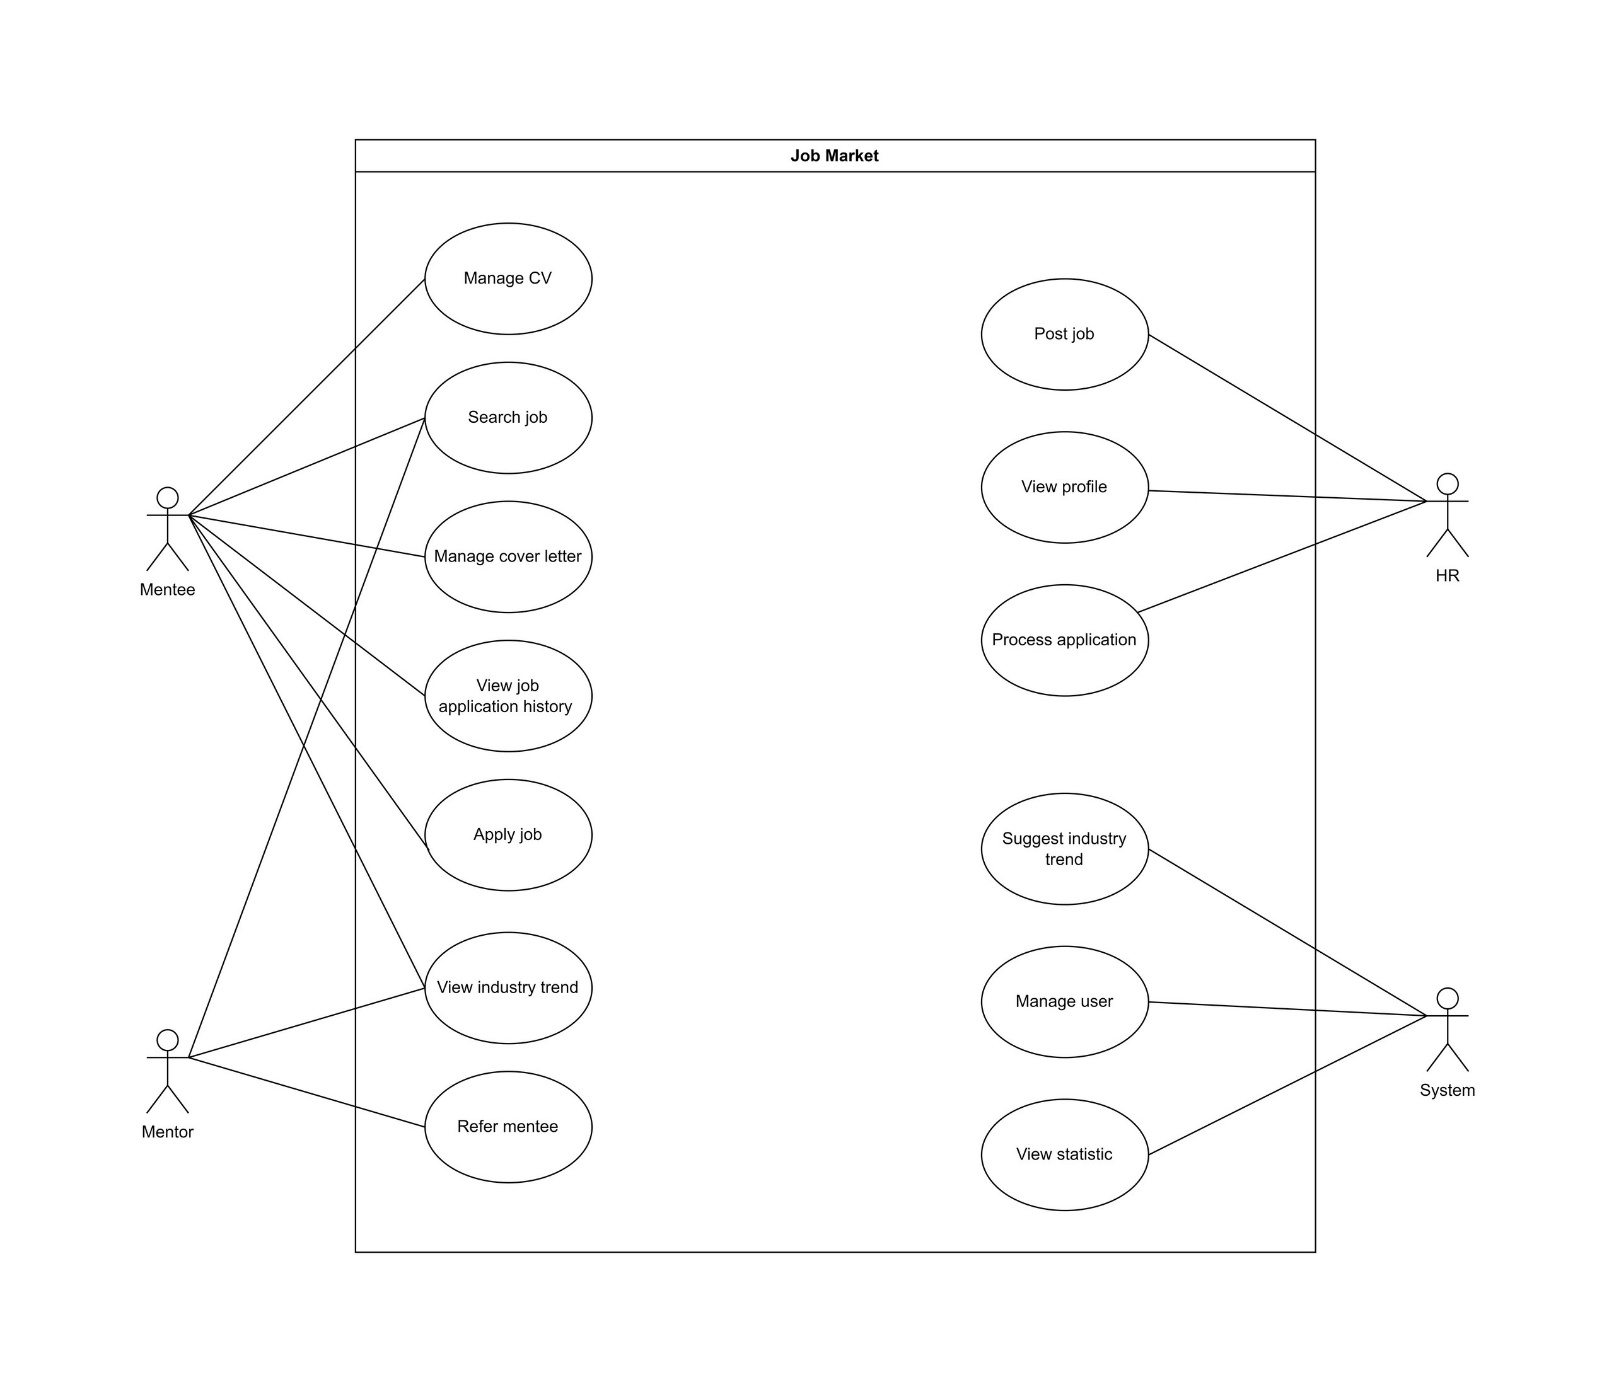 Job Market
Manage CV
Search job
Manage cover letter
View job
application history
Apply job
View industry trend
Refer mentee
Post job
View profile
Process application
Suggest industry
trend
Manage user
View statistic
Mentee
Mentor
HR
System